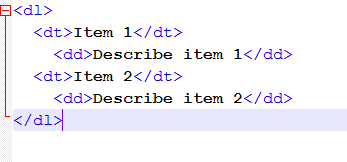 <dl>
<dt>Item 1</dt>
<dd>Describe item 1</dd>
<dt>Item 2</dt>
<dd>Describe item 2</dd>
</dl>